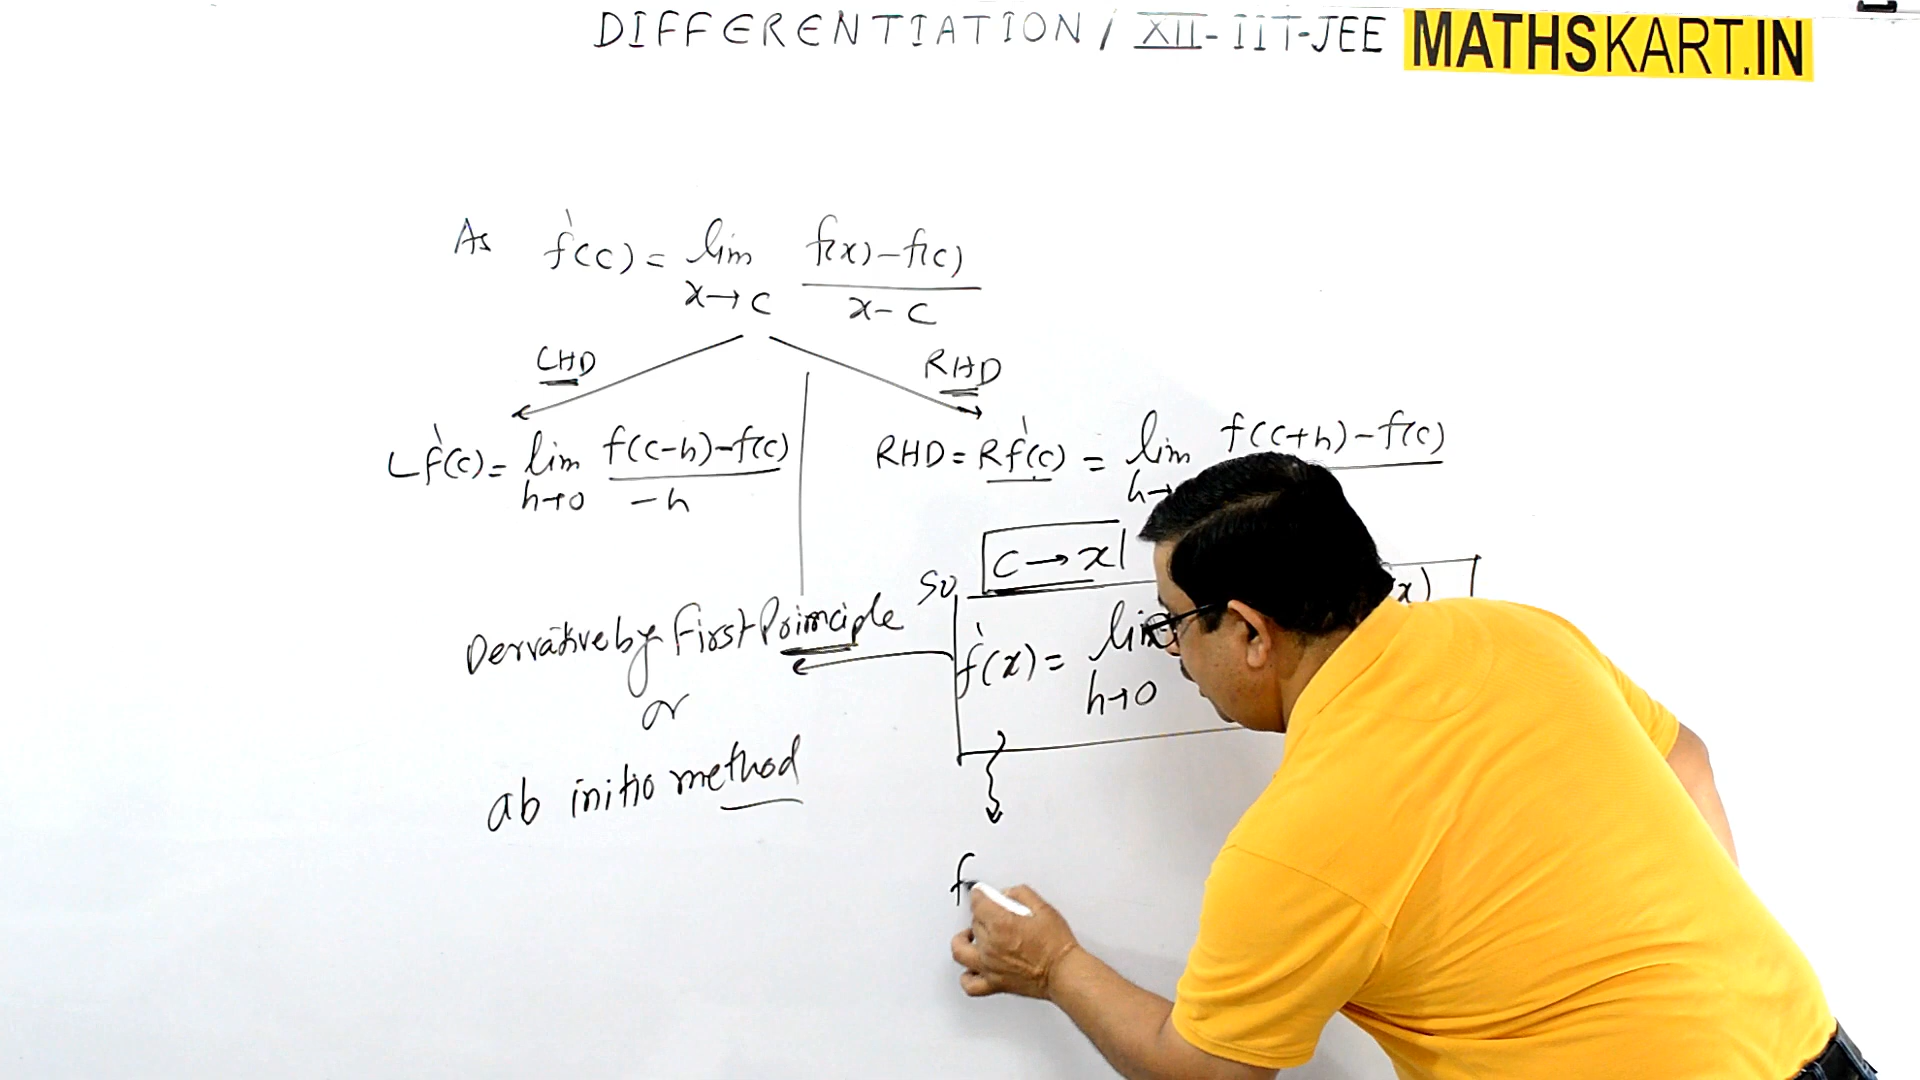 DIFFERENTIATION / XII - IIT-JEE MATHSKART.IN
As f'(c) = lim f(x) - f(c)
x→c x - c
LHD RHD
Lf'(c) = lim f(c-h) - f(c)
h→0 -h
RHD = Rf'(c) = lim f(c+h) - f(c)
h→
c → x
So
f'(x) = lim x)
h→0
Dervative by First Principle
or
ab initio method
f